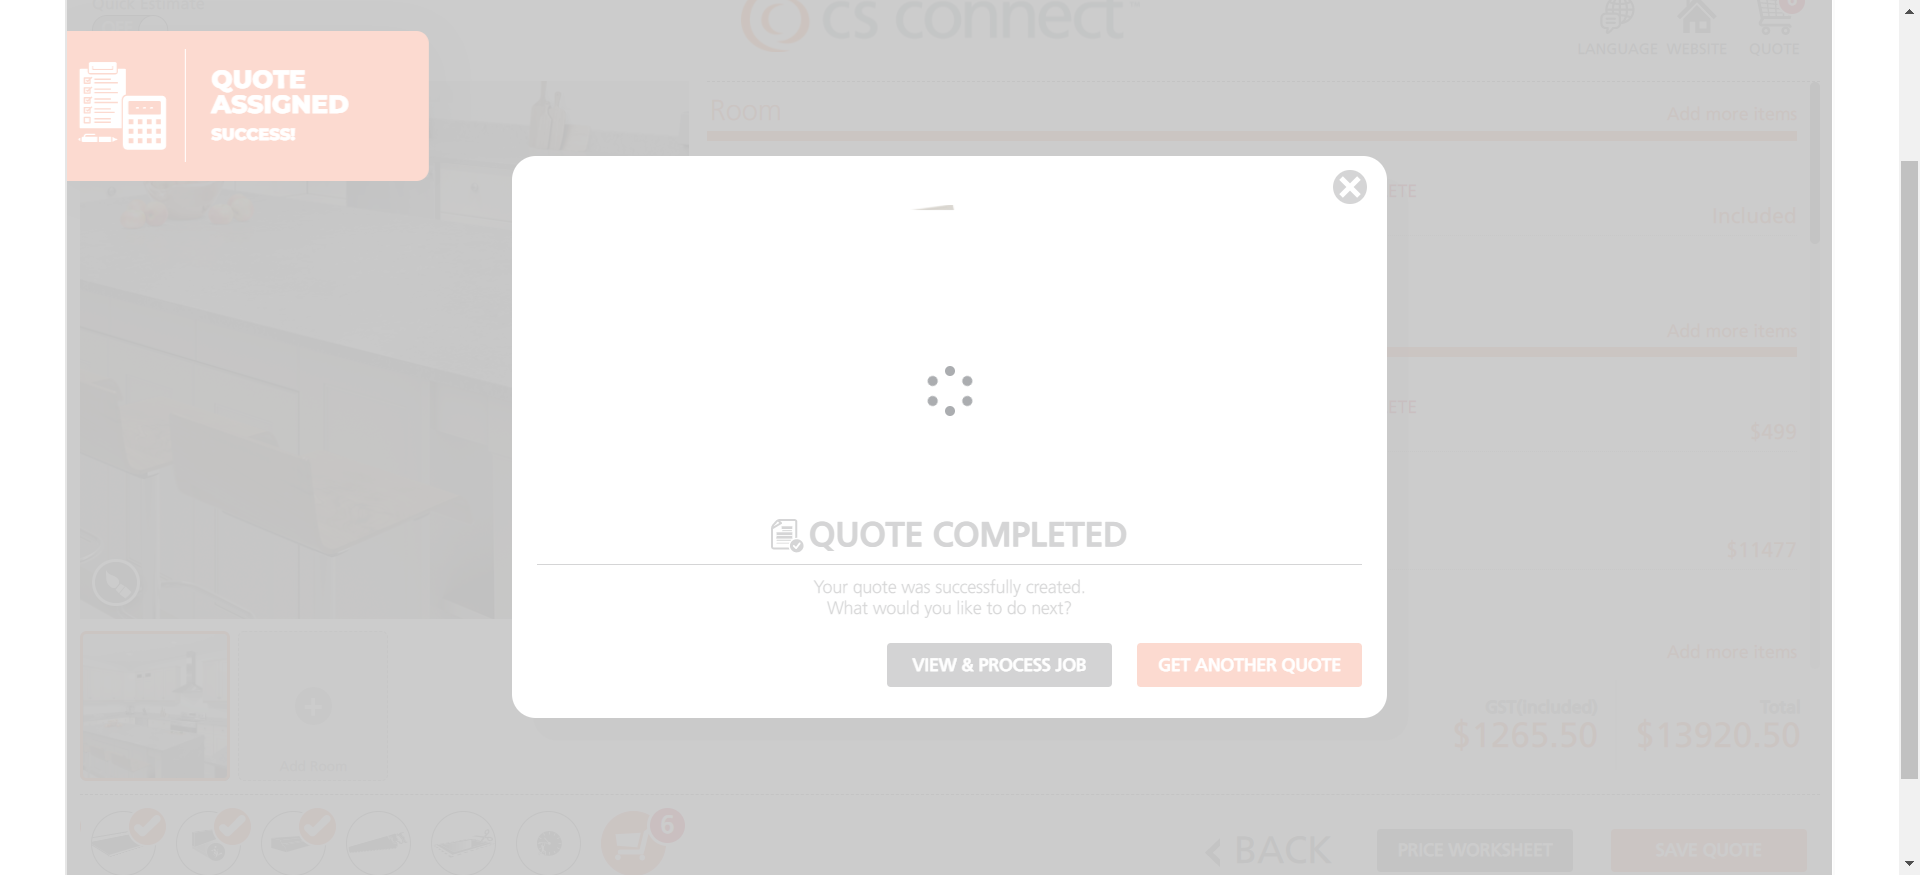 Quick Estimate
cs connect
LANGUAGE
WEBSITE
QUOTE
QUOTE
ASSIGNED
SUCCESS!
Room
Add more items
ETE
Included
Add more items
ETE
$499
$11477
Add more items
QUOTE COMPLETED
Your quote was successfully created.
What would you like to do next?
VIEW & PROCESS JOB
GET ANOTHER QUOTE
Add Room
GST(Included)
$1265.50
Total
$13920.50
6
BACK
PRICE WORKSHEET
SAVE QUOTE